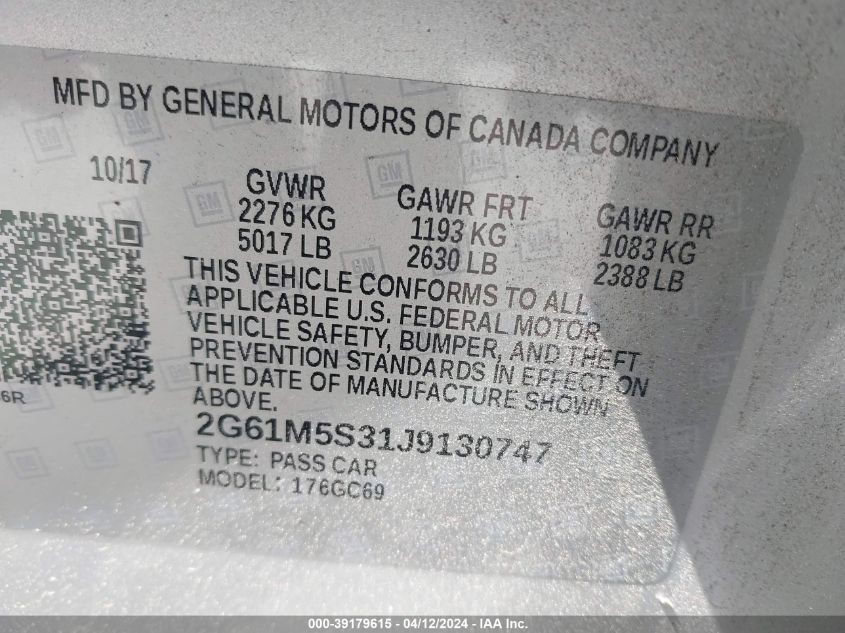 MFD BY GENERAL MOTORS OF CANADA COMPANY
10/17
GVWR
2276 KG
5017 LB
GAWR FRT
1193 KG
2630 LB
GAWR RR
1083 KG
2388 LB
THIS VEHICLE CONFORMS TO ALL
APPLICABLE U.S. FEDERAL MOTOR
VEHICLE SAFETY, BUMPER, AND THEFT
PREVENTION STANDARDS IN EFFECT ON
THE DATE OF MANUFACTURE SHOWN
ABOVE.
6R
2G61M5S31J9130747
TYPE: PASS CAR
MODEL: 176GC69
000-39179615 - 04/12/2024 - IAA Inc.